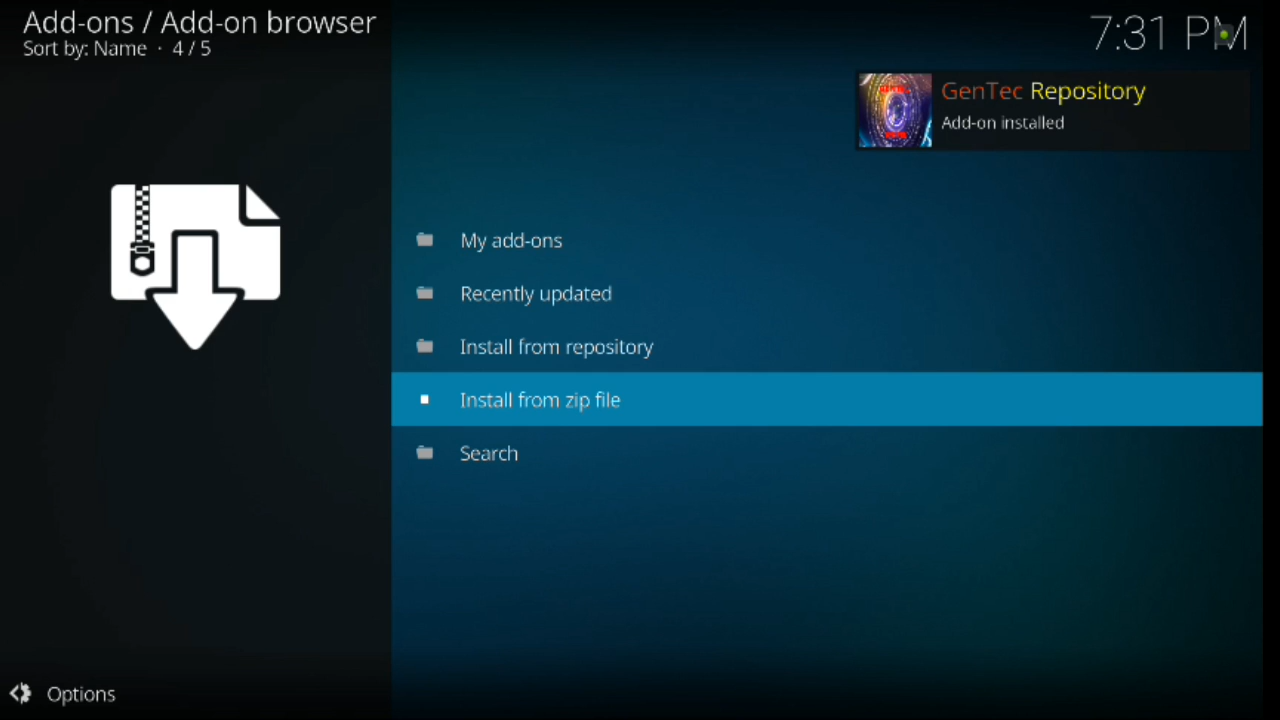 Add-ons / Add-on browser
Sort by: Name · 4 / 5
7:31 PM
GenTec Repository
Add-on installed
My add-ons
Recently updated
Install from repository
Install from zip file
Search
Options